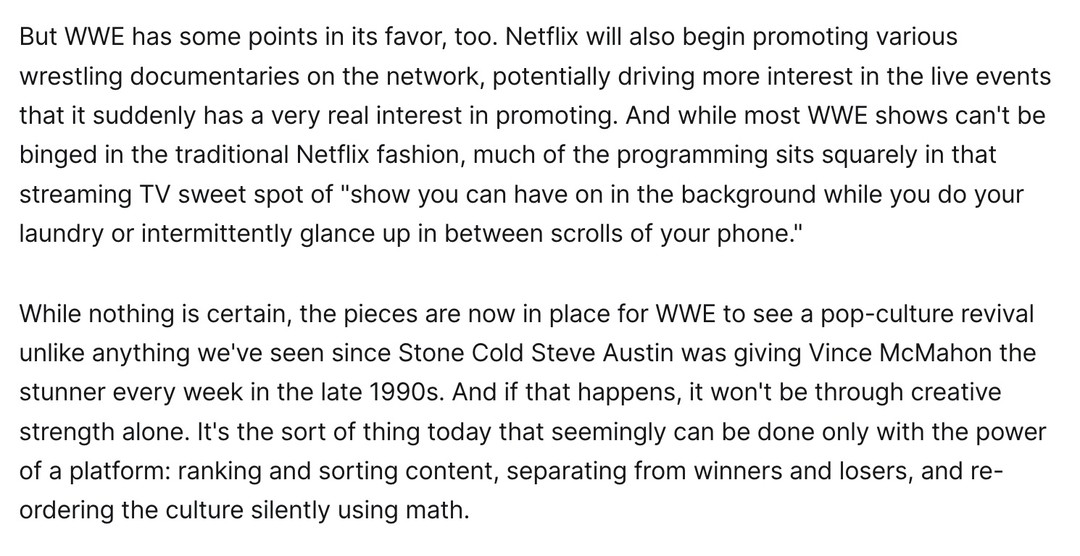 But WWE has some points in its favor, too. Netflix will also begin promoting various
wrestling documentaries on the network, potentially driving more interest in the live events
that it suddenly has a very real interest in promoting. And while most WWE shows can't be
binged in the traditional Netflix fashion, much of the programming sits squarely in that
streaming TV sweet spot of "show you can have on in the background while you do your
laundry or intermittently glance up in between scrolls of your phone."
While nothing is certain, the pieces are now in place for WWE to see a pop-culture revival
unlike anything we've seen since Stone Cold Steve Austin was giving Vince McMahon the
stunner every week in the late 1990s. And if that happens, it won't be through creative
strength alone. It's the sort of thing today that seemingly can be done only with the power
of a platform: ranking and sorting content, separating from winners and losers, and re-
ordering the culture silently using math.